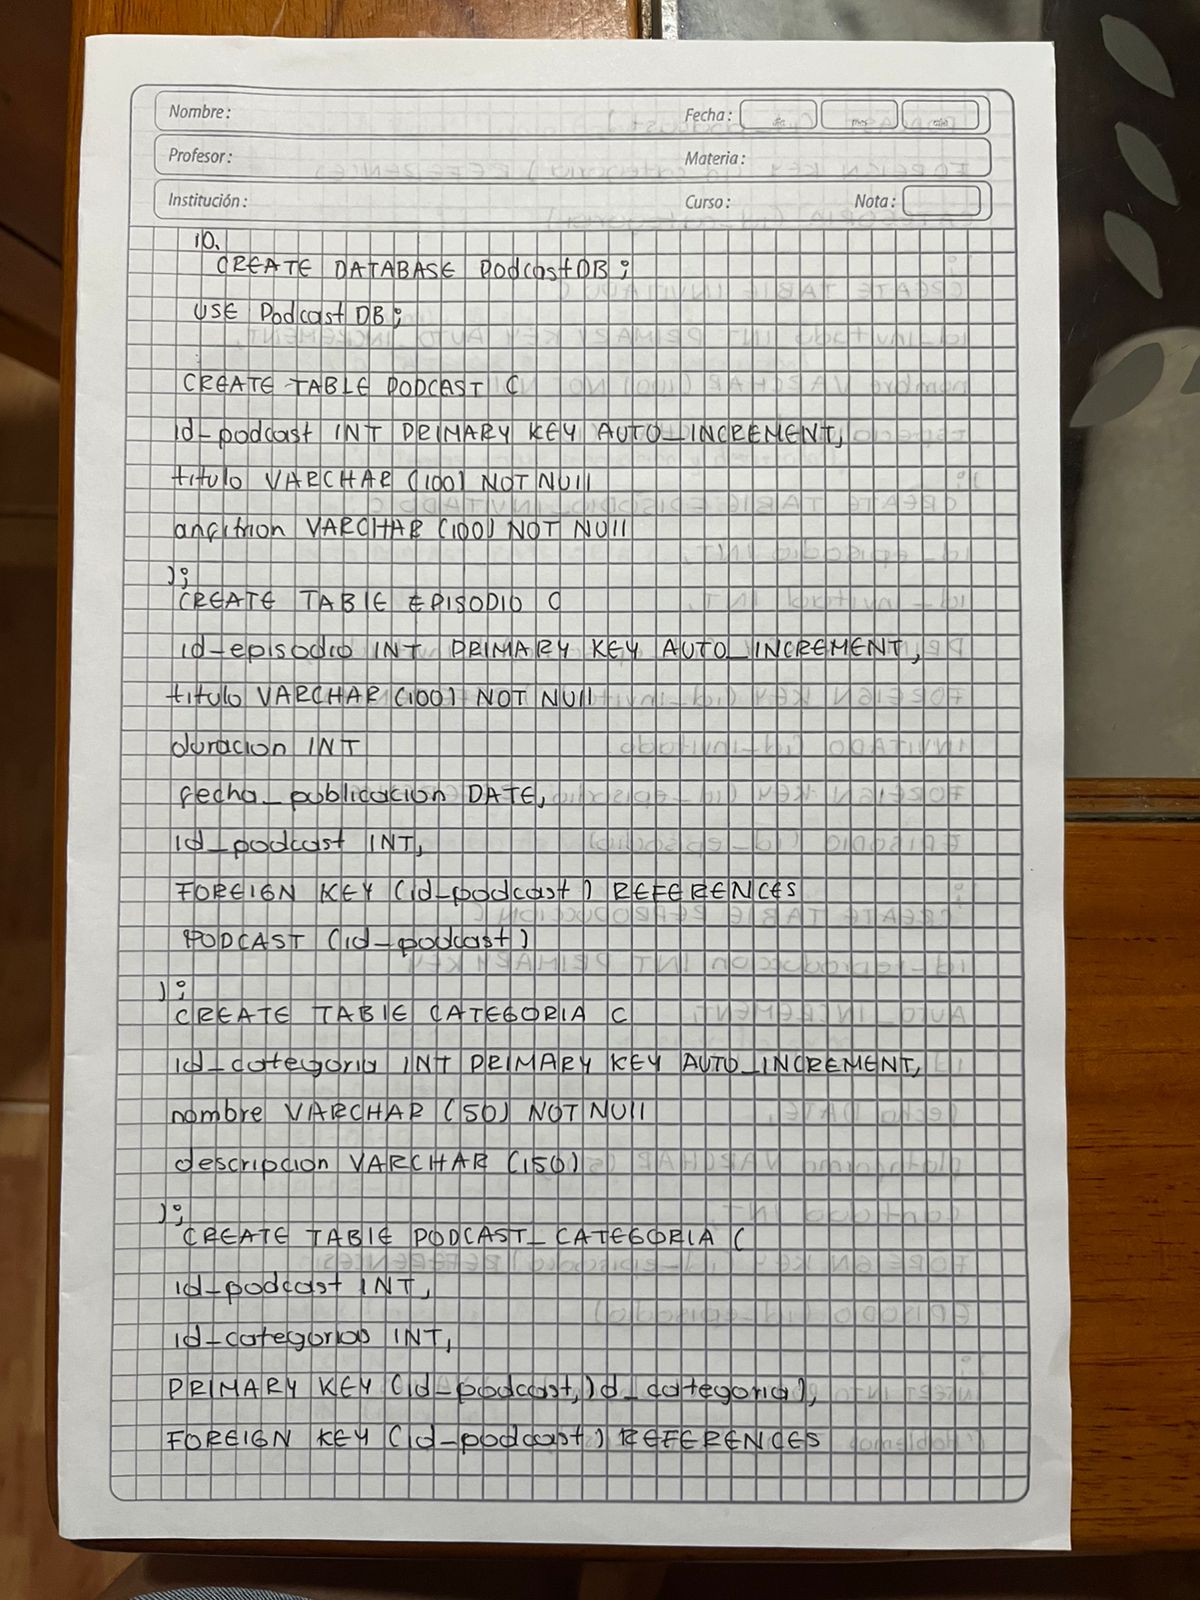 Nombre:
Fecha: día mes año
Profesor:
Materia:
Institución:
Curso:
Nota:
10.
CREATE DATABASE PodcastDB;
USE PodcastDB;
CREATE TABLE PODCAST (
id_podcast INT PRIMARY KEY AUTO_INCREMENT,
titulo VARCHAR (100) NOT NUll
anfitrion VARCHAR (100) NOT NUll
);
CREATE TABlE EPISODIO (
id_episodio INT PRIMARY KEY AUTO_INCREMENT,
titulo VARCHAR (100) NOT NUll
duracion INT
fecha_publicacion DATE,
id_podcast INT,
FOREIGN KEY (id_podcast) REFERENCES
PODCAST (id_podcast)
);
CREATE TABlE CATEGORIA (
id_categoria INT PRIMARY KEY AUTO_INCREMENT,
nombre VARCHAR (50) NOT NUll
descripcion VARCHAR (150)
);
CREATE TABlE PODCAST_CATEGORIA (
id_podcast INT,
id_categorias INT,
PRIMARY KEY (id_podcast, id_categoria),
FOREIGN KEY (id_podcast) REFERENCES